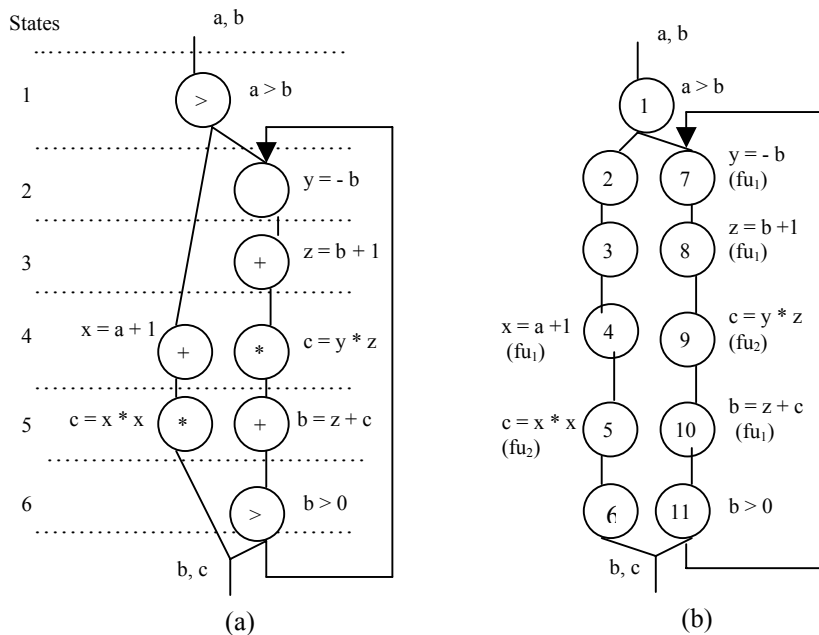 States
a, b
1
>
a > b
2
y = - b
3
+
z = b + 1
4
x = a + 1
+
*
c = y * z
5
c = x * x
*
+
b = z + c
6
>
b > 0
b, c
(a)
a, b
1
a > b
2
7
y = - b
(fu₁)
3
8
z = b +1
(fu₁)
x = a +1
(fu₁)
4
9
c = y * z
(fu₂)
c = x * x
(fu₂)
5
10
b = z + c
(fu₁)
6
11
b > 0
b, c
(b)